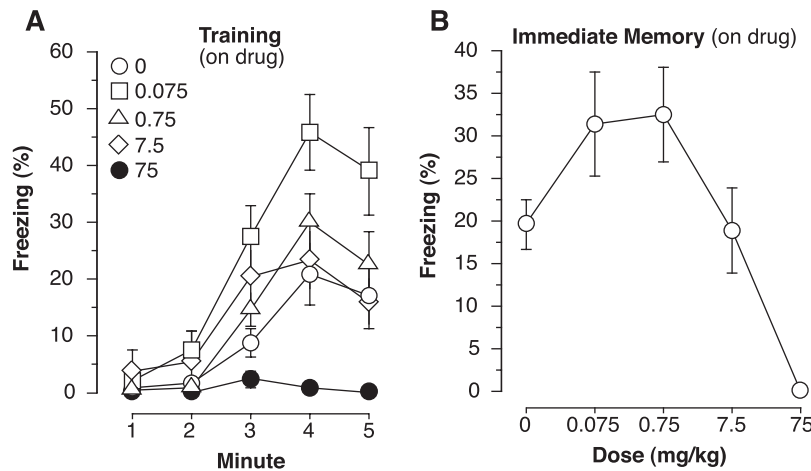 A
Training
(on drug)
60
50
40
30
20
10
0
Freezing (%)
0
0.075
0.75
7.5
75
1 2 3 4 5
Minute
B
Immediate Memory (on drug)
40
35
30
25
20
15
10
5
0
Freezing (%)
0 0.075 0.75 7.5 75
Dose (mg/kg)